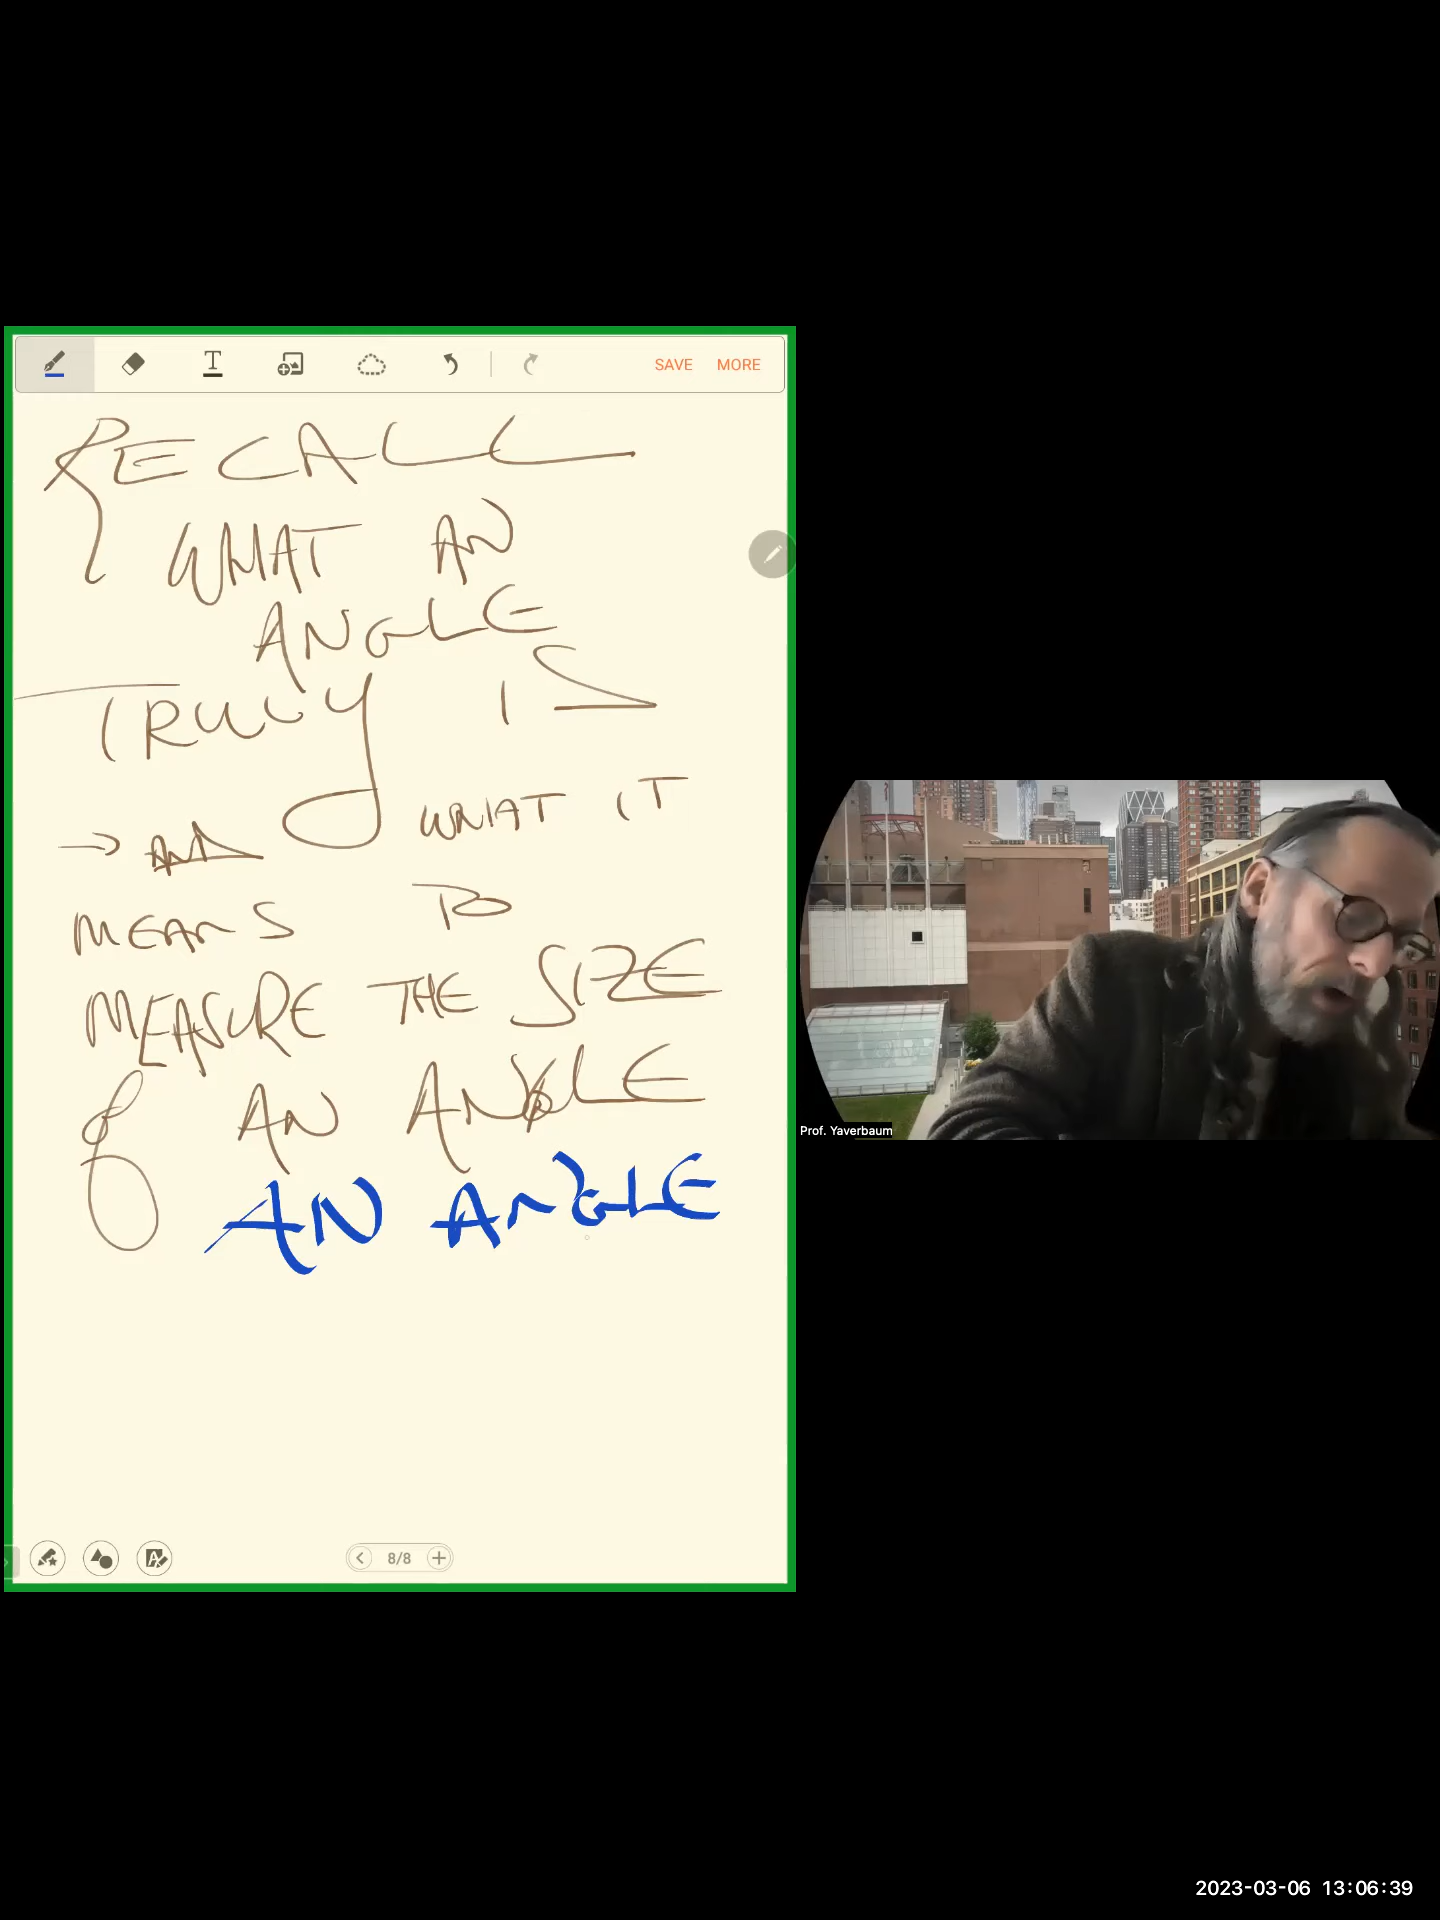 T
SAVE MORE
RECALL
WHAT AN
ANGLE
TRULY IS
→ AND WHAT IT
MEANS TO
MEASURE THE SIZE
of AN ANGLE
AN ANGLE
A
8/8
Prof. Yaverbaum
2023-03-06 13:06:39